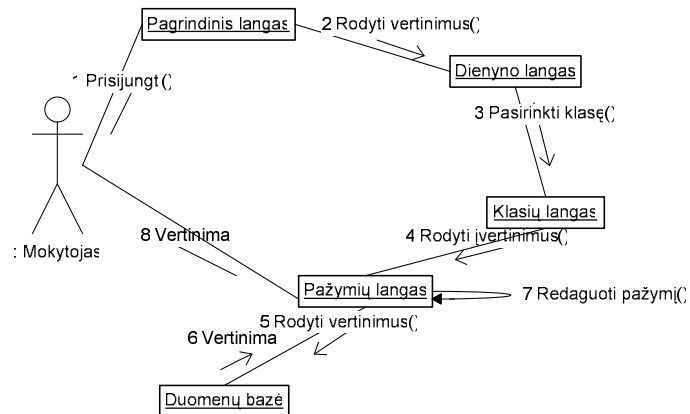 Pagrindinis langas
2 Rodyti vertinimus()
Dienyno langas
1 Prisijungt()
3 Pasirinkti klasę()
Klasių langas
: Mokytojas
8 Vertinima
4 Rodyti įvertinimus()
Pažymių langas
7 Redaguoti pažymį()
5 Rodyti vertinimus()
6 Vertinima
Duomenų bazė